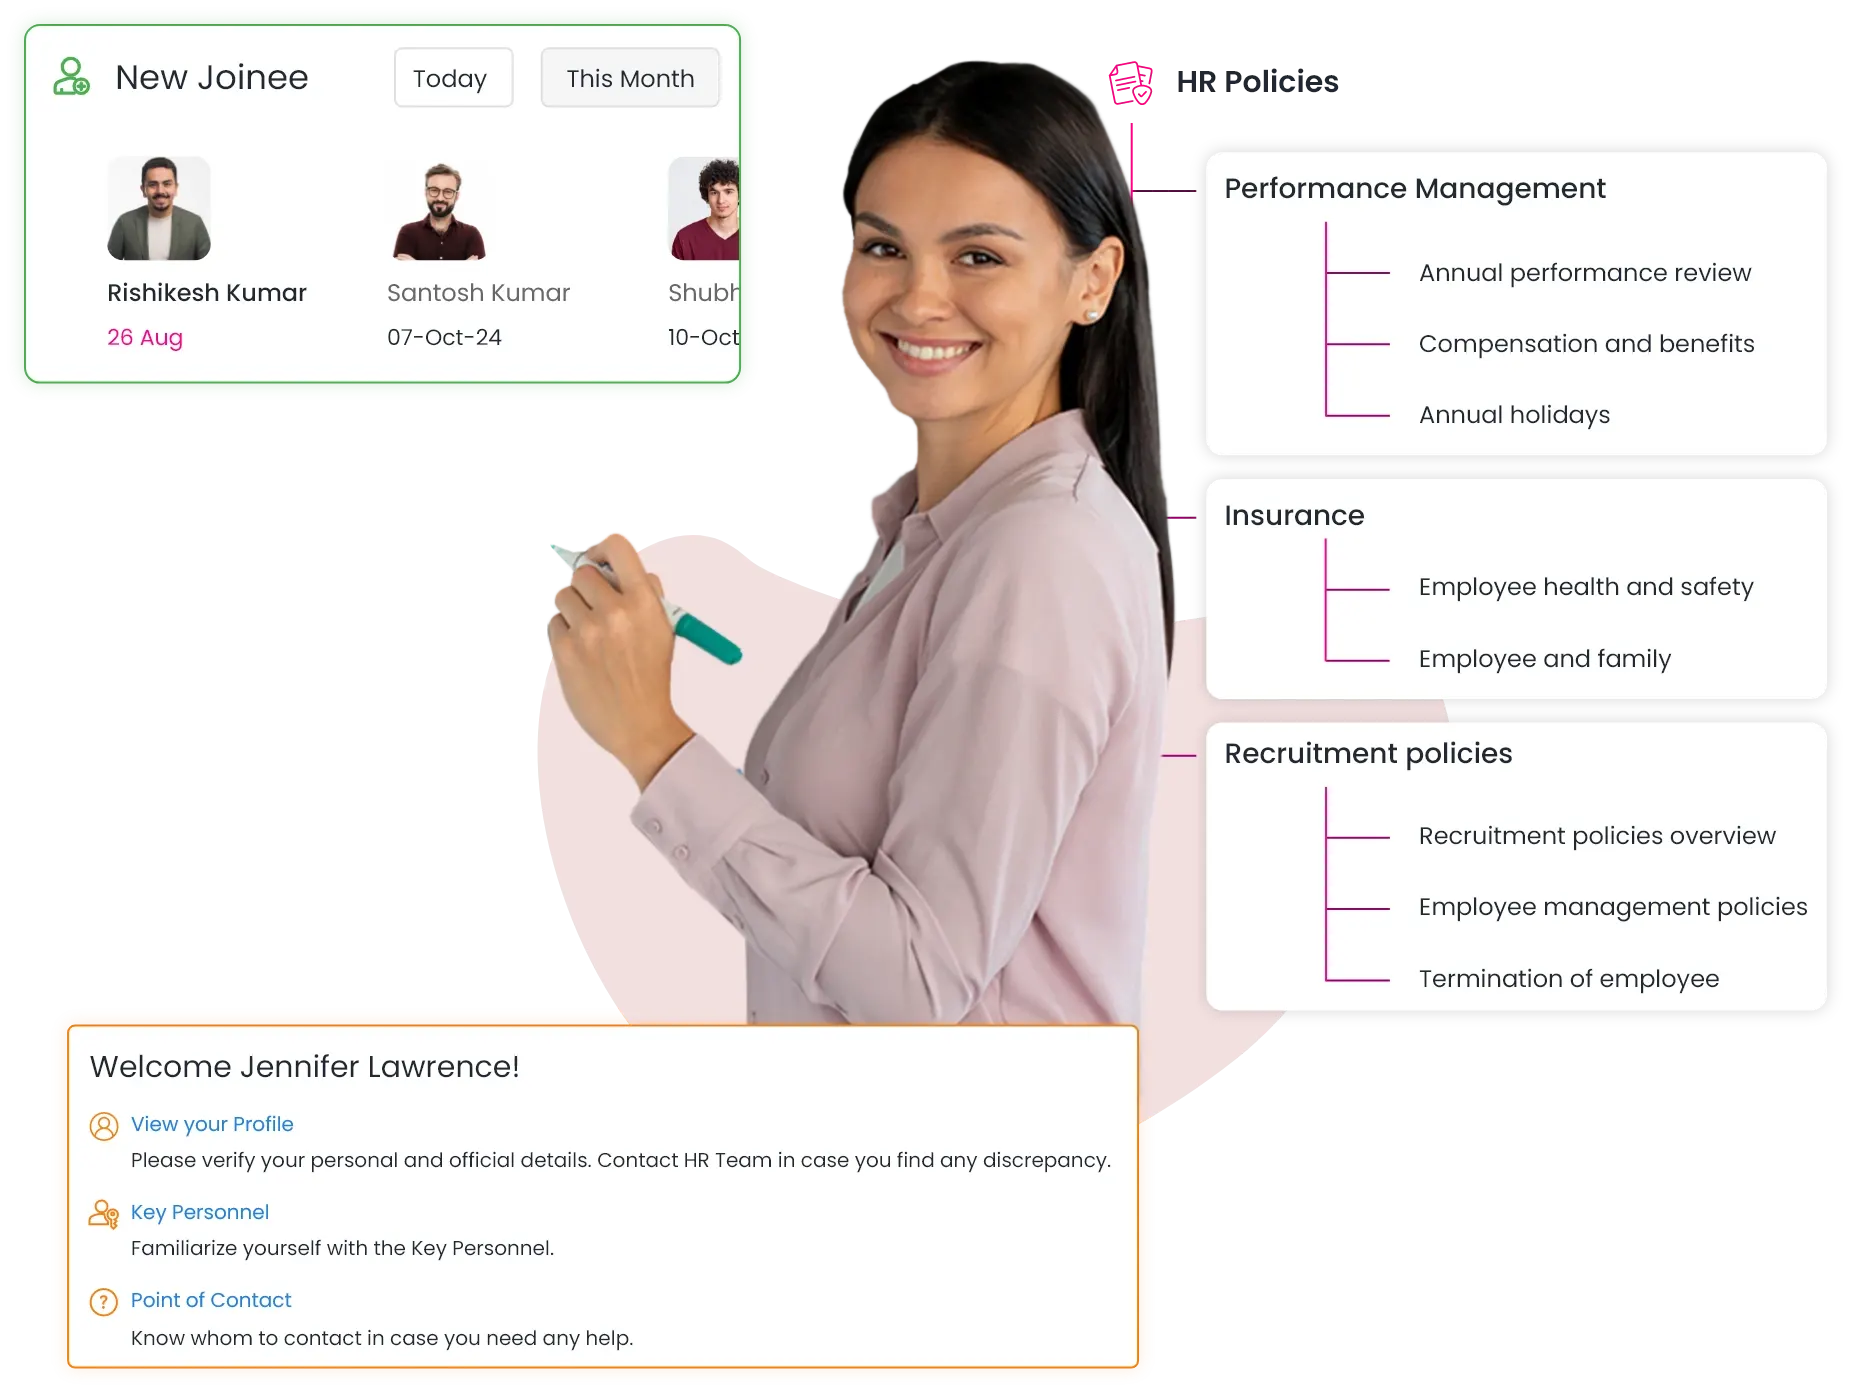 New Joinee
Today
This Month
Rishikesh Kumar
26 Aug
Santosh Kumar
07-Oct-24
10-Oct
HR Policies
Performance Management
Annual performance review
Compensation and benefits
Annual holidays
Insurance
Employee health and safety
Employee and family
Recruitment policies
Recruitment policies overview
Employee management policies
Termination of employee
Welcome Jennifer Lawrence!
View your Profile
Please verify your personal and official details. Contact HR Team in case you find any discrepancy.
Key Personnel
Familiarize yourself with the Key Personnel.
Point of Contact
Know whom to contact in case you need any help.